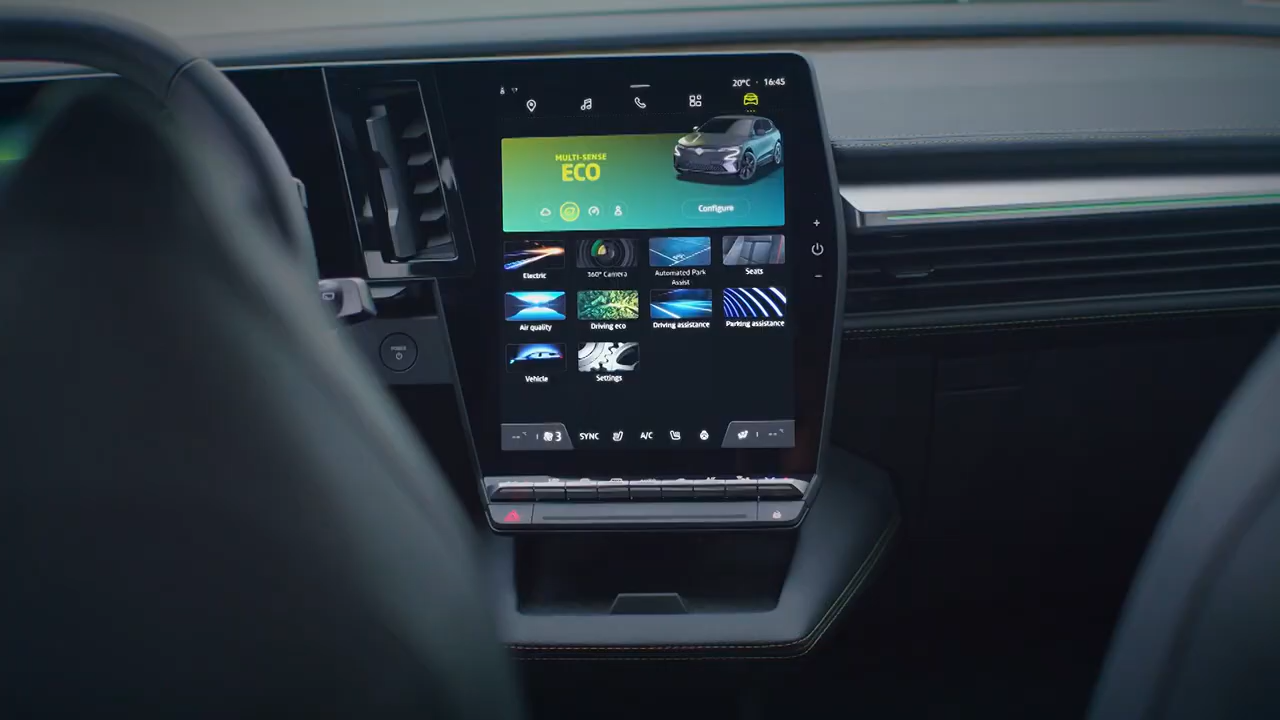 20°C · 16:45
MULTI-SENSE
ECO
Configure
Electric
360° Camera
Automated Park
Assist
Seats
Air quality
Driving eco
Driving assistance
Parking assistance
Vehicle
Settings
POWER
3
SYNC
A/C